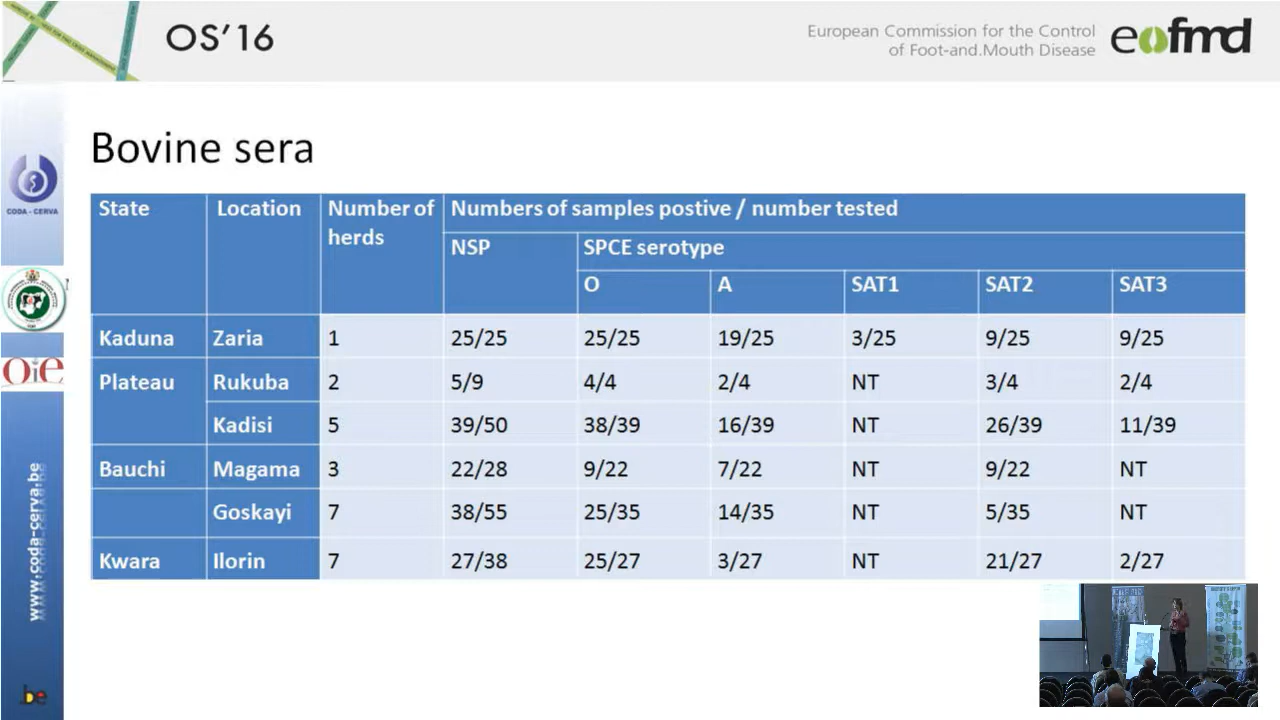 OS'16
European Commission for the Control
of Foot-and.Mouth Disease
eofmd
Bovine sera
CODA - CERVA
OiE
www.coda-cerva.be
.be
State Location Number of herds Numbers of samples postive / number tested
NSP SPCE serotype
O A SAT1 SAT2 SAT3
Kaduna Zaria 1 25/25 25/25 19/25 3/25 9/25 9/25
Plateau Rukuba 2 5/9 4/4 2/4 NT 3/4 2/4
Kadisi 5 39/50 38/39 16/39 NT 26/39 11/39
Bauchi Magama 3 22/28 9/22 7/22 NT 9/22 NT
Goskayi 7 38/55 25/35 14/35 NT 5/35 NT
Kwara Ilorin 7 27/38 25/27 3/27 NT 21/27 2/27